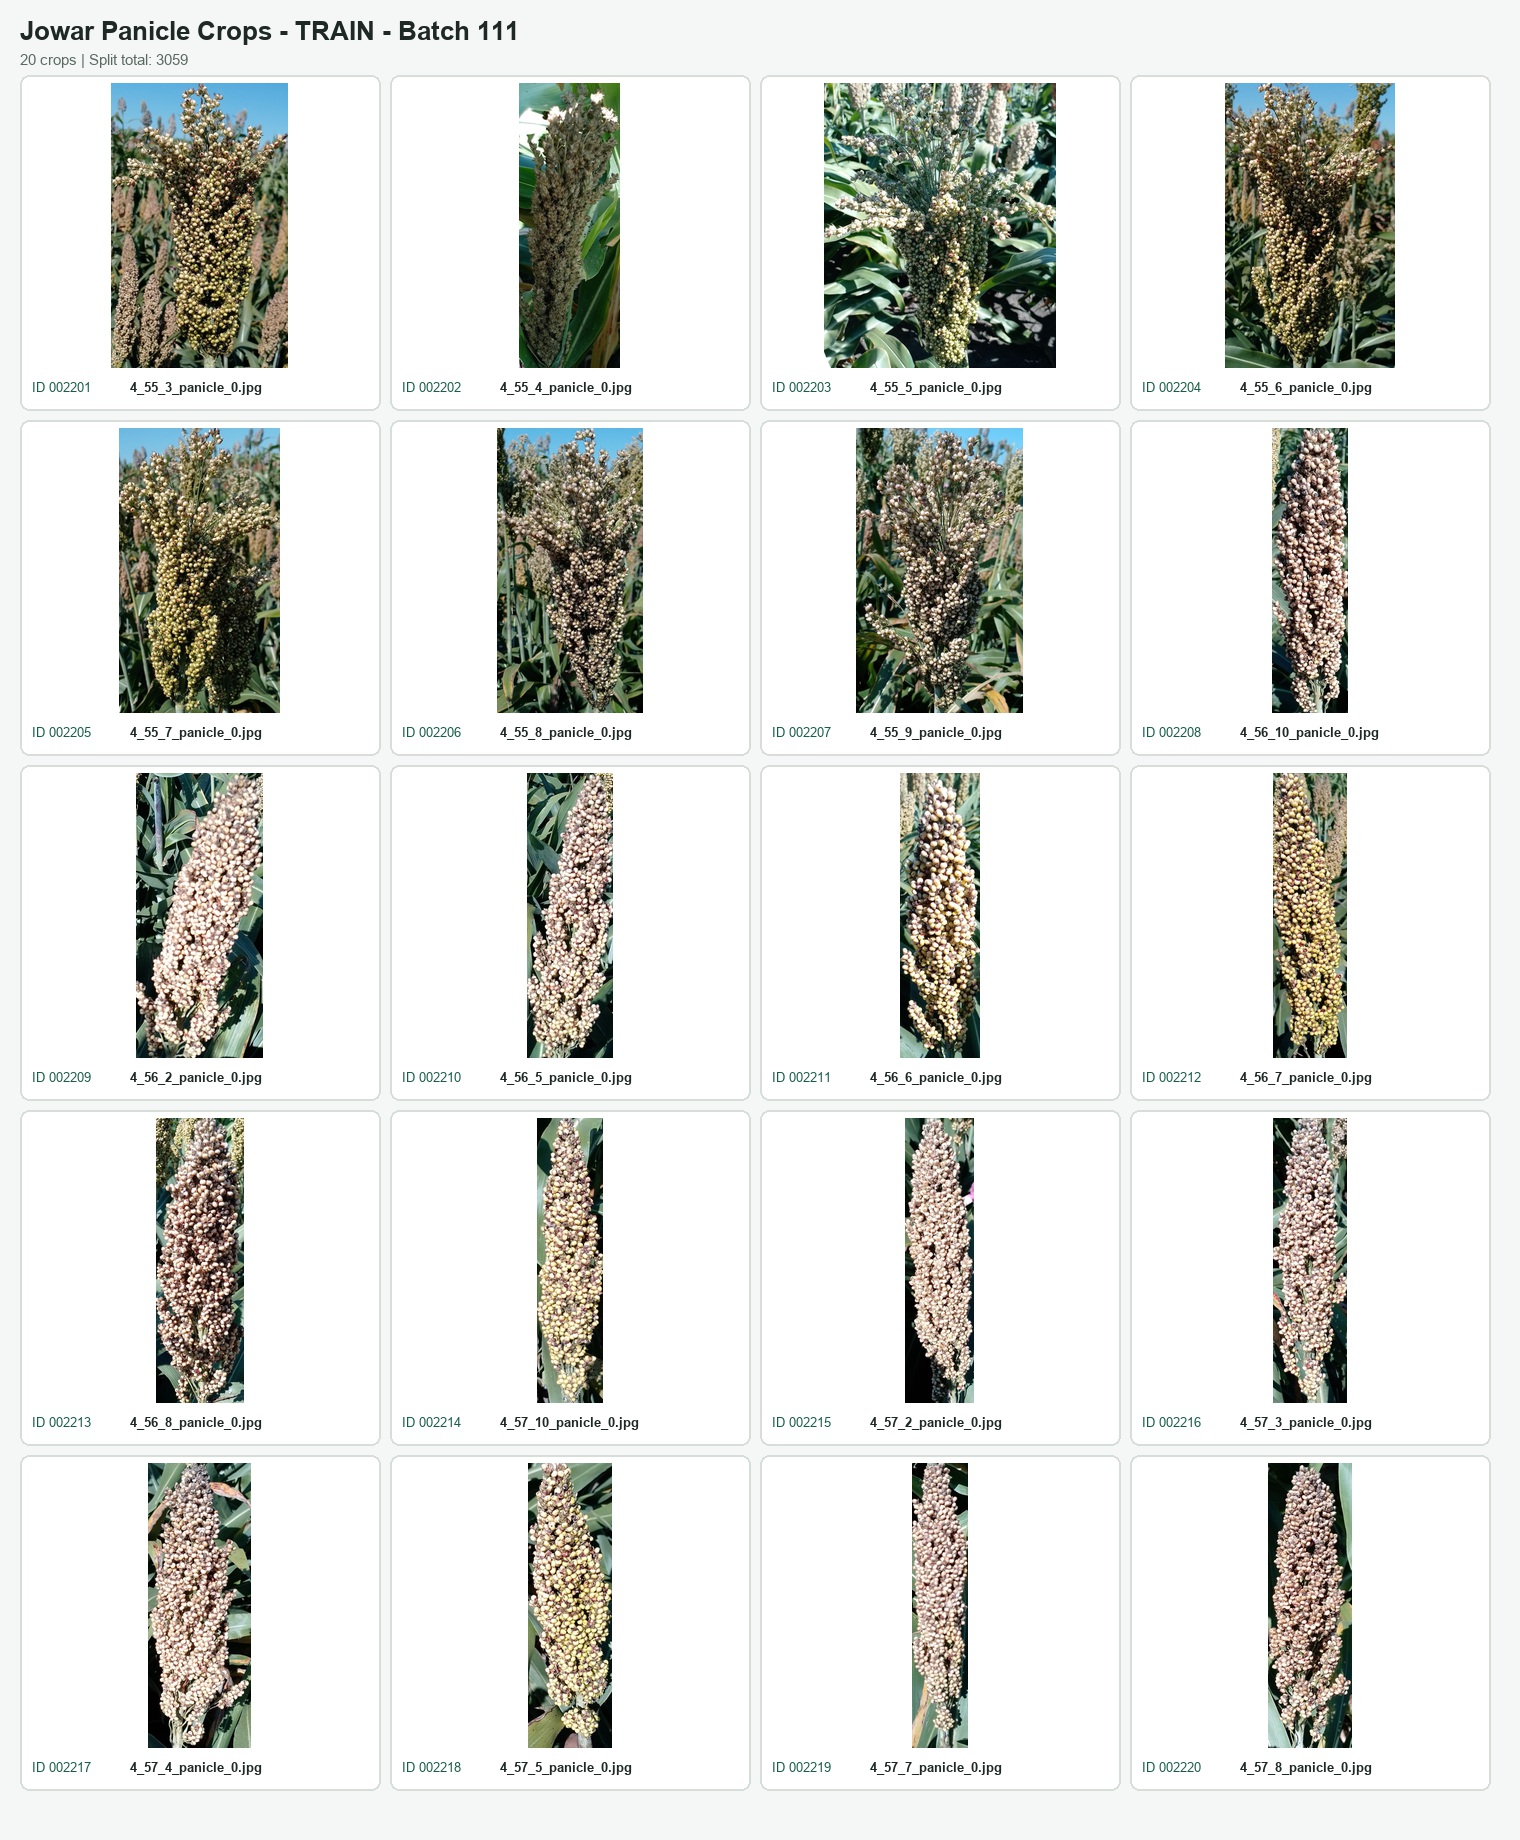 Jowar Panicle Crops - TRAIN - Batch 111
20 crops | Split total: 3059
ID 002201 4_55_3_panicle_0.jpg
ID 002202 4_55_4_panicle_0.jpg
ID 002203 4_55_5_panicle_0.jpg
ID 002204 4_55_6_panicle_0.jpg
ID 002205 4_55_7_panicle_0.jpg
ID 002206 4_55_8_panicle_0.jpg
ID 002207 4_55_9_panicle_0.jpg
ID 002208 4_56_10_panicle_0.jpg
ID 002209 4_56_2_panicle_0.jpg
ID 002210 4_56_5_panicle_0.jpg
ID 002211 4_56_6_panicle_0.jpg
ID 002212 4_56_7_panicle_0.jpg
ID 002213 4_56_8_panicle_0.jpg
ID 002214 4_57_10_panicle_0.jpg
ID 002215 4_57_2_panicle_0.jpg
ID 002216 4_57_3_panicle_0.jpg
ID 002217 4_57_4_panicle_0.jpg
ID 002218 4_57_5_panicle_0.jpg
ID 002219 4_57_7_panicle_0.jpg
ID 002220 4_57_8_panicle_0.jpg